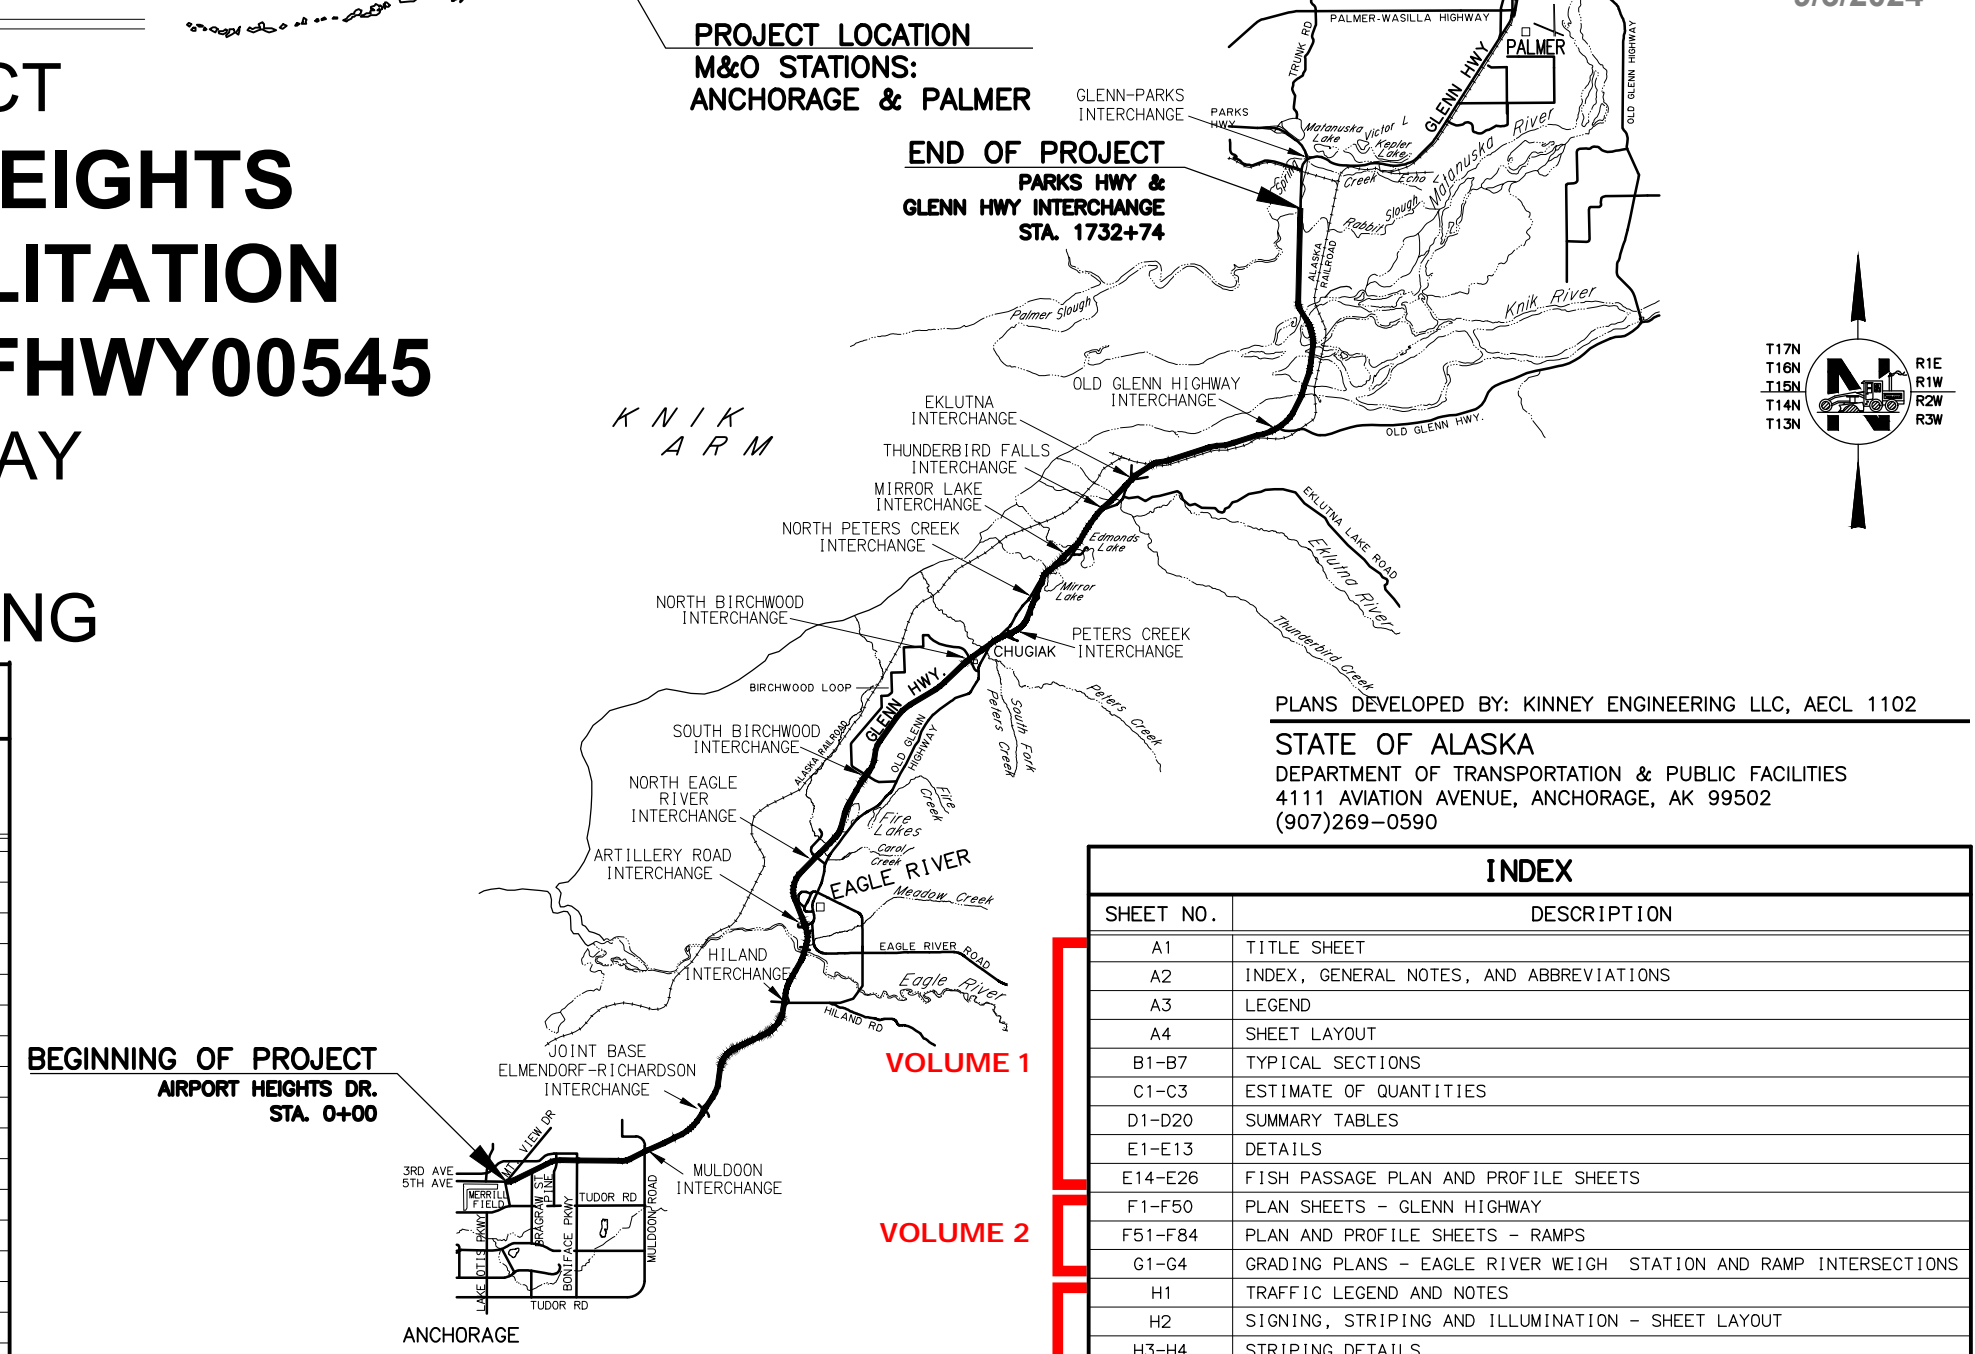 PROJECT LOCATION
M&O STATIONS:
ANCHORAGE & PALMER
CT
EIGHTS
LITATION
FHWY00545
AY
NG
END OF PROJECT
PARKS HWY &
GLENN HWY INTERCHANGE
STA. 1732+74
GLENN-PARKS
INTERCHANGE
PARKS
HWY
TRUNK RD
PALMER-WASILLA HIGHWAY
PALMER
GLENN HWY
OLD GLENN HIGHWAY
Matanuska
Lake
Victor L
Kepler
Lake
Echo L
Spring
Creek
Matanuska
River
Rabbit
Slough
ALASKA
RAILROAD
Palmer Slough
Knik River
OLD GLENN HIGHWAY
INTERCHANGE
OLD GLENN HWY.
KNIK
ARM
EKLUTNA
INTERCHANGE
THUNDERBIRD FALLS
INTERCHANGE
MIRROR LAKE
INTERCHANGE
NORTH PETERS CREEK
INTERCHANGE
Edmonds
Lake
Mirror
Lake
EKLUTNA LAKE ROAD
Eklutna River
Thunderbird Creek
NORTH BIRCHWOOD
INTERCHANGE
PETERS CREEK
INTERCHANGE
CHUGIAK
BIRCHWOOD LOOP
GLENN HWY.
Peters Creek
South Fork
Peters Creek
SOUTH BIRCHWOOD
INTERCHANGE
ALASKA RAILROAD
OLD GLENN
HIGHWAY
NORTH EAGLE
RIVER
INTERCHANGE
Fire
Creek
Fire
Lakes
Carol
Creek
ARTILLERY ROAD
INTERCHANGE
EAGLE RIVER
Meadow Creek
EAGLE RIVER ROAD
Eagle River
HILAND
INTERCHANGE
HILAND RD
JOINT BASE
ELMENDORF-RICHARDSON
INTERCHANGE
BEGINNING OF PROJECT
AIRPORT HEIGHTS DR.
STA. 0+00
MT. VIEW DR
3RD AVE
5TH AVE
MERRILL
FIELD
BRAGRAW ST
PINE
TUDOR RD
BONIFACE PKWY
MULDOON ROAD
LAKE OTIS PKWY
TUDOR RD
MULDOON
INTERCHANGE
ANCHORAGE
T17N
T16N
T15N
T14N
T13N
N
R1E
R1W
R2W
R3W
PLANS DEVELOPED BY: KINNEY ENGINEERING LLC, AECL 1102
STATE OF ALASKA
DEPARTMENT OF TRANSPORTATION & PUBLIC FACILITIES
4111 AVIATION AVENUE, ANCHORAGE, AK 99502
(907)269-0590
INDEX
SHEET NO. DESCRIPTION
VOLUME 1
A1 TITLE SHEET
A2 INDEX, GENERAL NOTES, AND ABBREVIATIONS
A3 LEGEND
A4 SHEET LAYOUT
B1-B7 TYPICAL SECTIONS
C1-C3 ESTIMATE OF QUANTITIES
D1-D20 SUMMARY TABLES
E1-E13 DETAILS
E14-E26 FISH PASSAGE PLAN AND PROFILE SHEETS
VOLUME 2
F1-F50 PLAN SHEETS - GLENN HIGHWAY
F51-F84 PLAN AND PROFILE SHEETS - RAMPS
G1-G4 GRADING PLANS - EAGLE RIVER WEIGH STATION AND RAMP INTERSECTIONS
H1 TRAFFIC LEGEND AND NOTES
H2 SIGNING, STRIPING AND ILLUMINATION - SHEET LAYOUT
H3-H4 STRIPING DETAILS